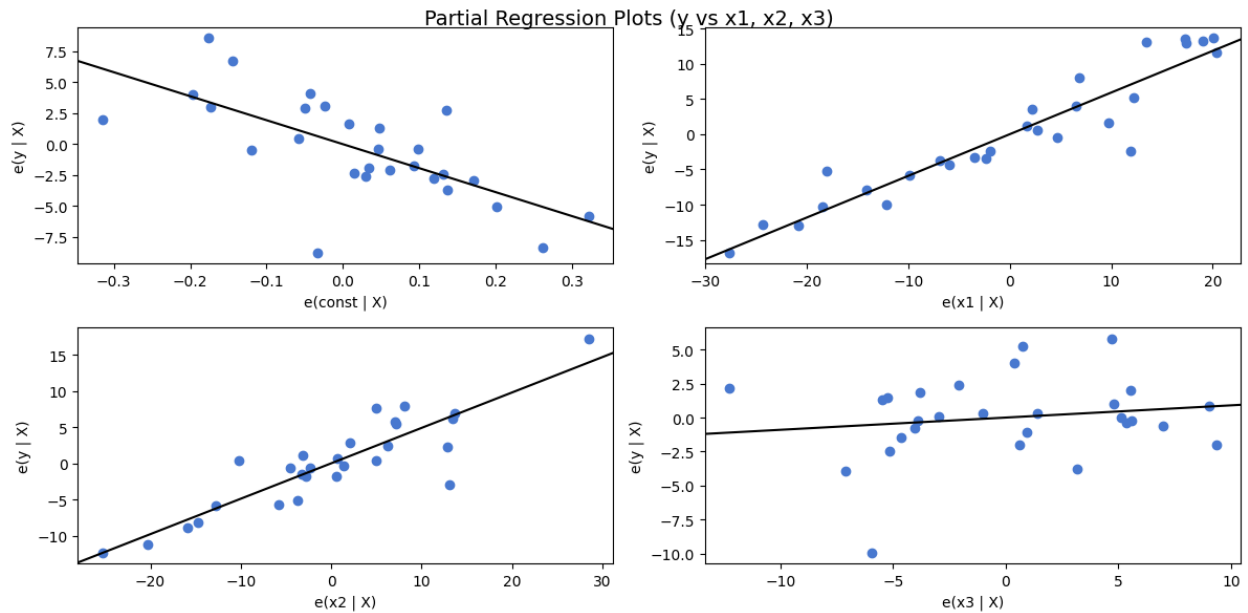 Partial Regression Plots (y vs x1, x2, x3)
7.5
5.0
2.5
0.0
−2.5
−5.0
−7.5
e(y | X)
−0.3 −0.2 −0.1 0.0 0.1 0.2 0.3
e(const | X)
15
10
5
0
−5
−10
−15
e(y | X)
−30 −20 −10 0 10 20
e(x1 | X)
15
10
5
0
−5
−10
e(y | X)
−20 −10 0 10 20 30
e(x2 | X)
5.0
2.5
0.0
−2.5
−5.0
−7.5
−10.0
e(y | X)
−10 −5 0 5 10
e(x3 | X)